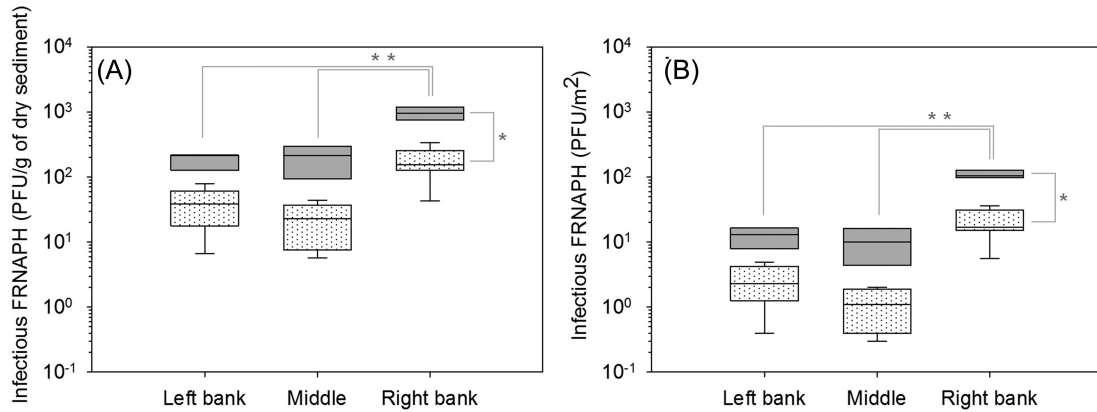 (A)
Infectious FRNAPH (PFU/g of dry sediment)
10⁴
10³
10²
10¹
10⁰
10⁻¹
* *
*
Left bank Middle Right bank
(B)
Infectious FRNAPH (PFU/m²)
10⁴
10³
10²
10¹
10⁰
10⁻¹
* *
*
Left bank Middle Right bank